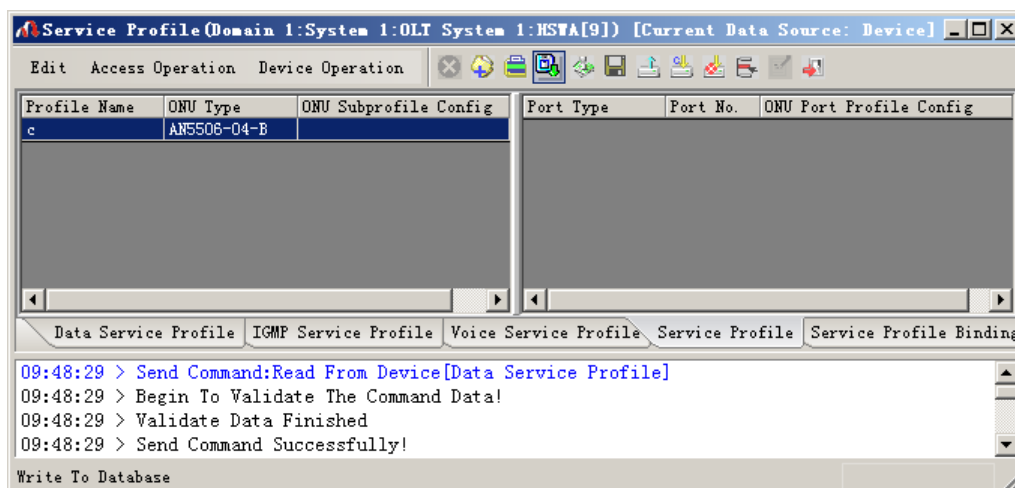 Service Profile(Domain 1:System 1:OLT System 1:HSWA[9]) [Current Data Source: Device]
Edit Access Operation Device Operation
Profile Name ONU Type ONU Subprofile Config Port Type Port No. ONU Port Profile Config
c AN5506-04-B
Data Service Profile IGMP Service Profile Voice Service Profile Service Profile Service Profile Binding
09:48:29 > Send Command:Read From Device[Data Service Profile]
09:48:29 > Begin To Validate The Command Data!
09:48:29 > Validate Data Finished
09:48:29 > Send Command Successfully!
Write To Database